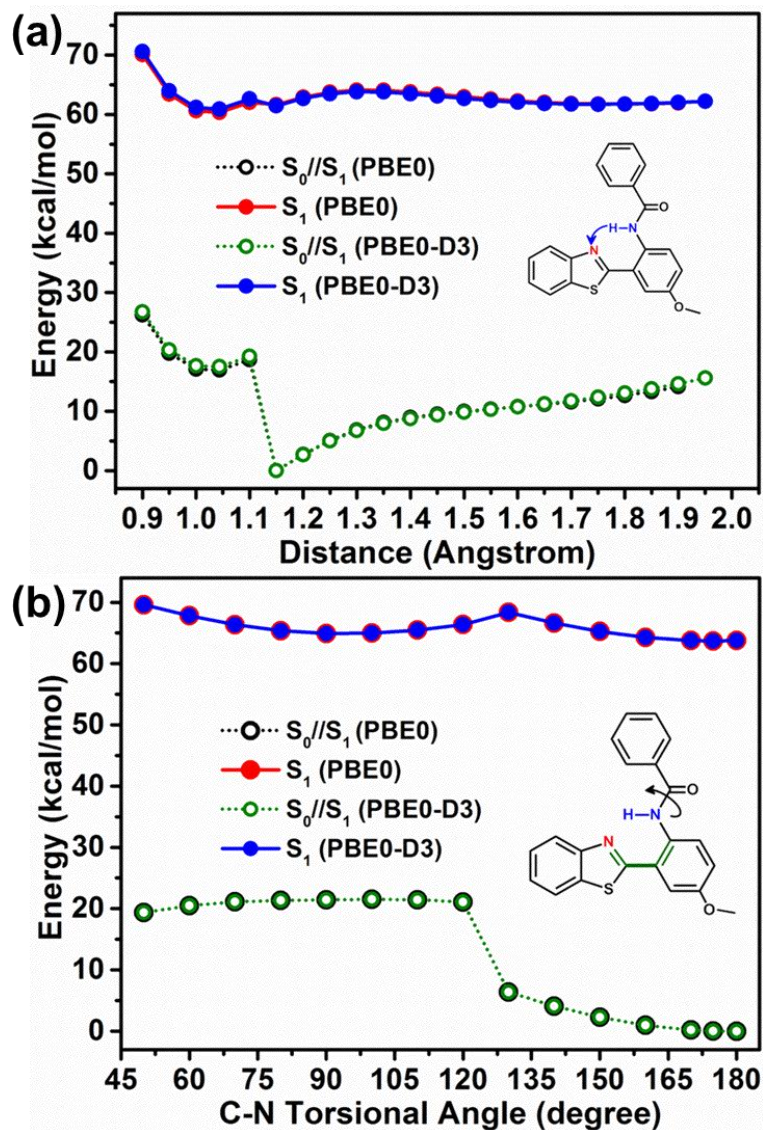 (a)
70
60
50
40
30
20
10
0
Energy (kcal/mol)
S0//S1 (PBE0)
S1 (PBE0)
S0//S1 (PBE0-D3)
S1 (PBE0-D3)
H N O
N
S
O
0.9 1.0 1.1 1.2 1.3 1.4 1.5 1.6 1.7 1.8 1.9 2.0
Distance (Angstrom)
(b)
70
60
50
40
30
20
10
0
Energy (kcal/mol)
S0//S1 (PBE0)
S1 (PBE0)
S0//S1 (PBE0-D3)
S1 (PBE0-D3)
O
H-N
N
S
O
45 60 75 90 105 120 135 150 165 180
C-N Torsional Angle (degree)